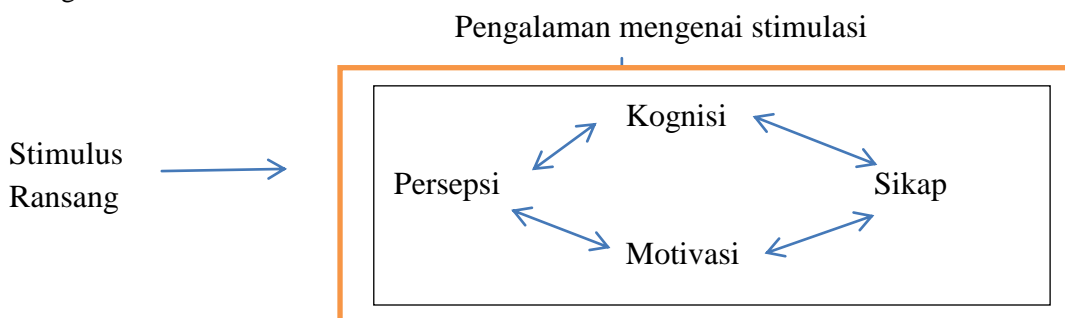 Pengalaman mengenai stimulasi
Kognisi
Stimulus
Ransang
Persepsi
Sikap
Motivasi